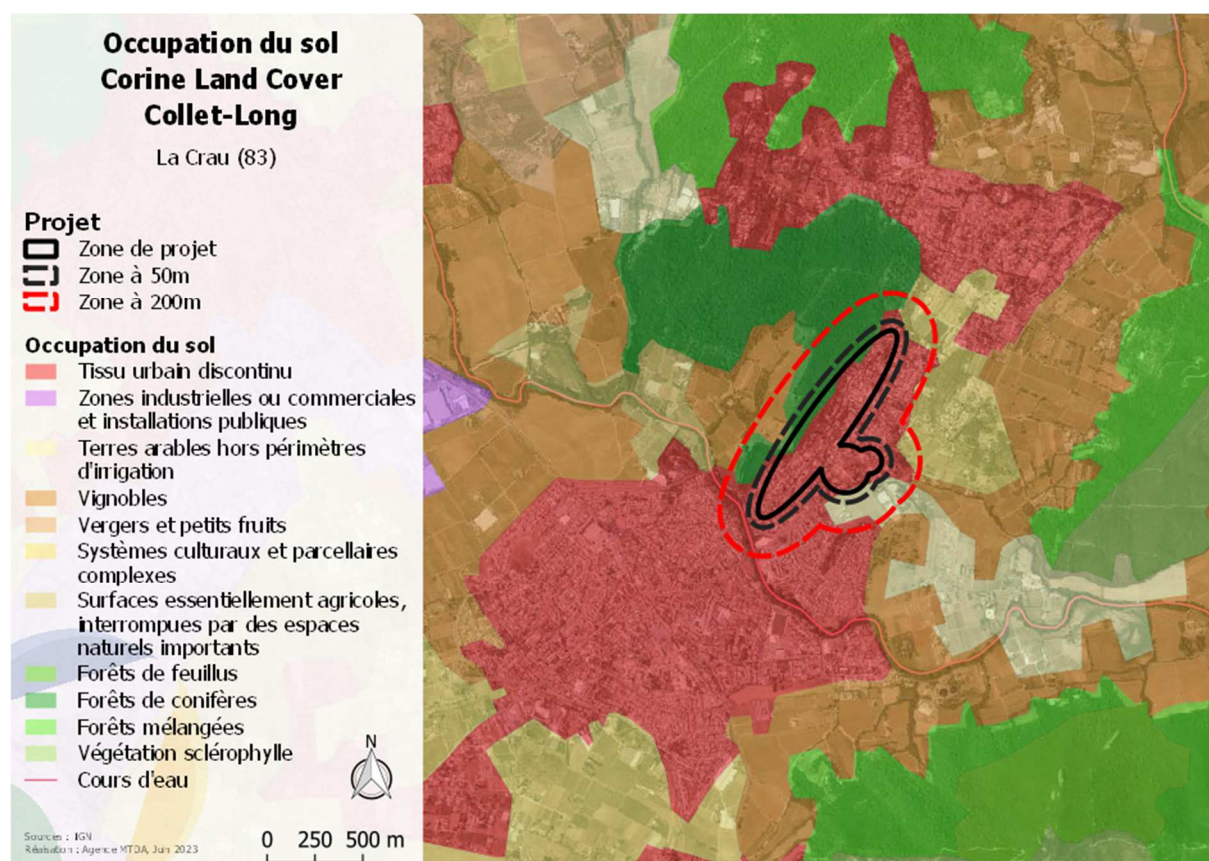 Occupation du sol
Corine Land Cover
Collet-Long
La Crau (83)
Projet
Zone de projet
Zone à 50m
Zone à 200m
Occupation du sol
Tissu urbain discontinu
Zones industrielles ou commerciales
et installations publiques
Terres arables hors périmètres
d'irrigation
Vignobles
Vergers et petits fruits
Systèmes culturaux et parcellaires
complexes
Surfaces essentiellement agricoles,
interrompues par des espaces
naturels importants
Forêts de feuillus
Forêts de conifères
Forêts mélangées
Végétation sclérophylle
Cours d'eau
N
Sources : IGN
Réalisation : Agence MTDA, Juin 2023
0 250 500 m